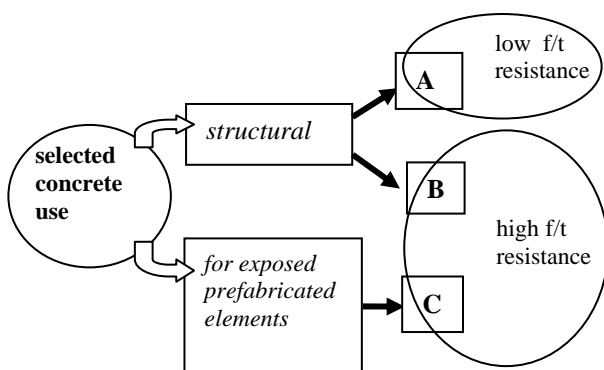 selected
concrete
use
structural
for exposed
prefabricated
elements
A
low f/t
resistance
B
high f/t
resistance
C